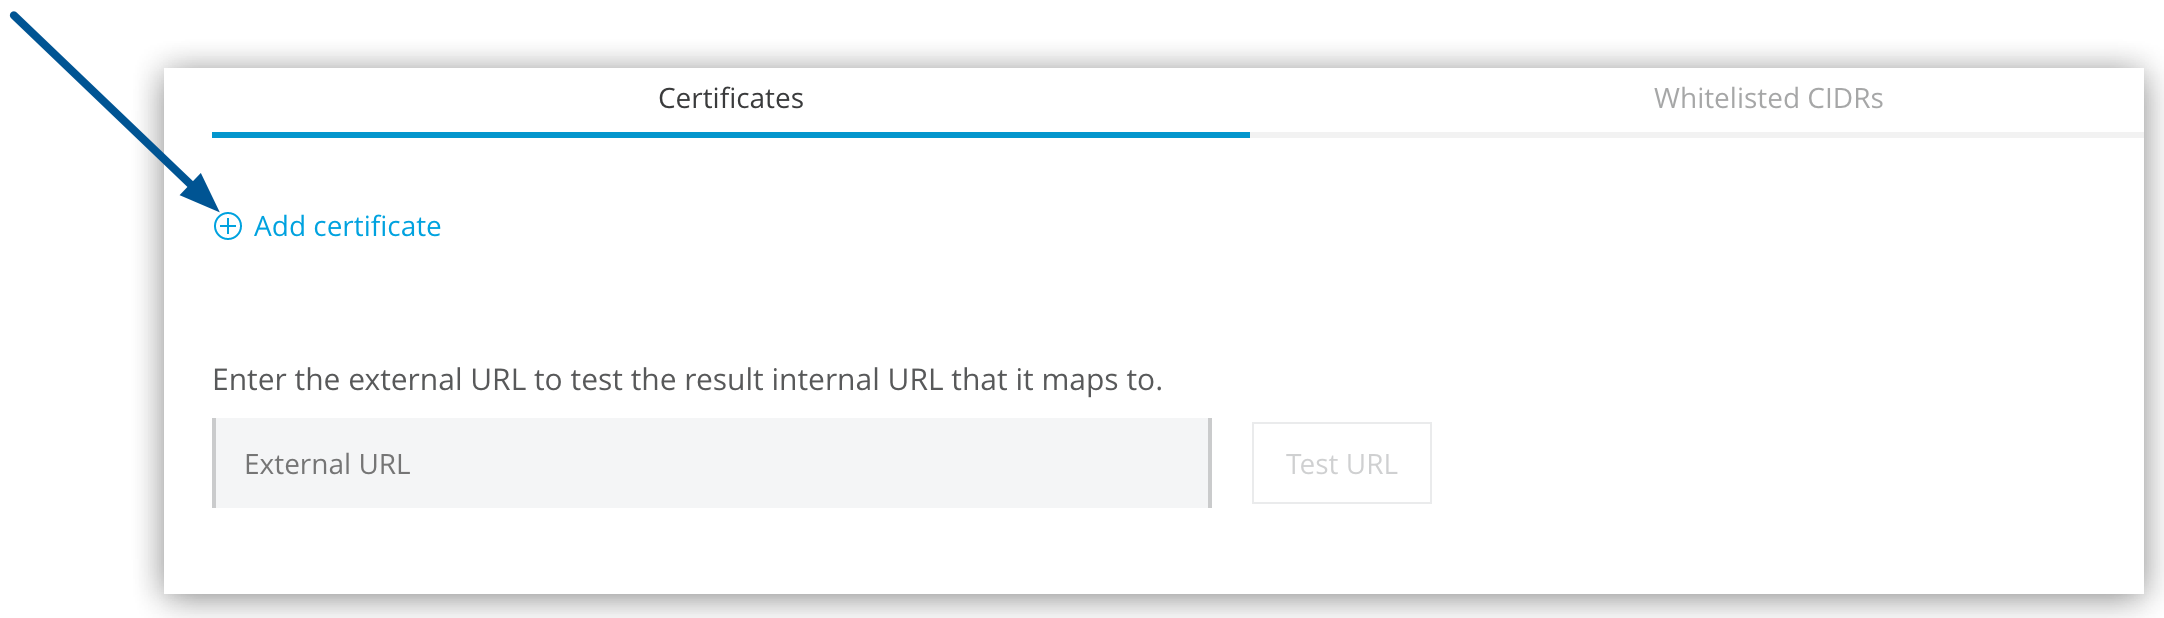 Certificates
Whitelisted CIDRs
Add certificate
Enter the external URL to test the result internal URL that it maps to.
External URL
Test URL